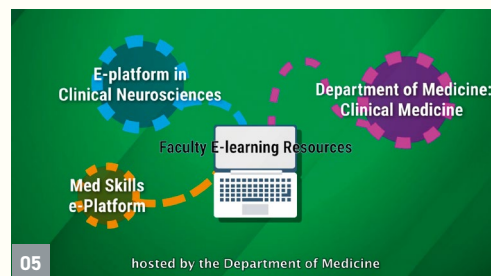 E-platform in
Clinical Neurosciences
Department of Medicine:
Clinical Medicine
Faculty E-learning Resources
Med Skills
e-Platform
05
hosted by the Department of Medicine